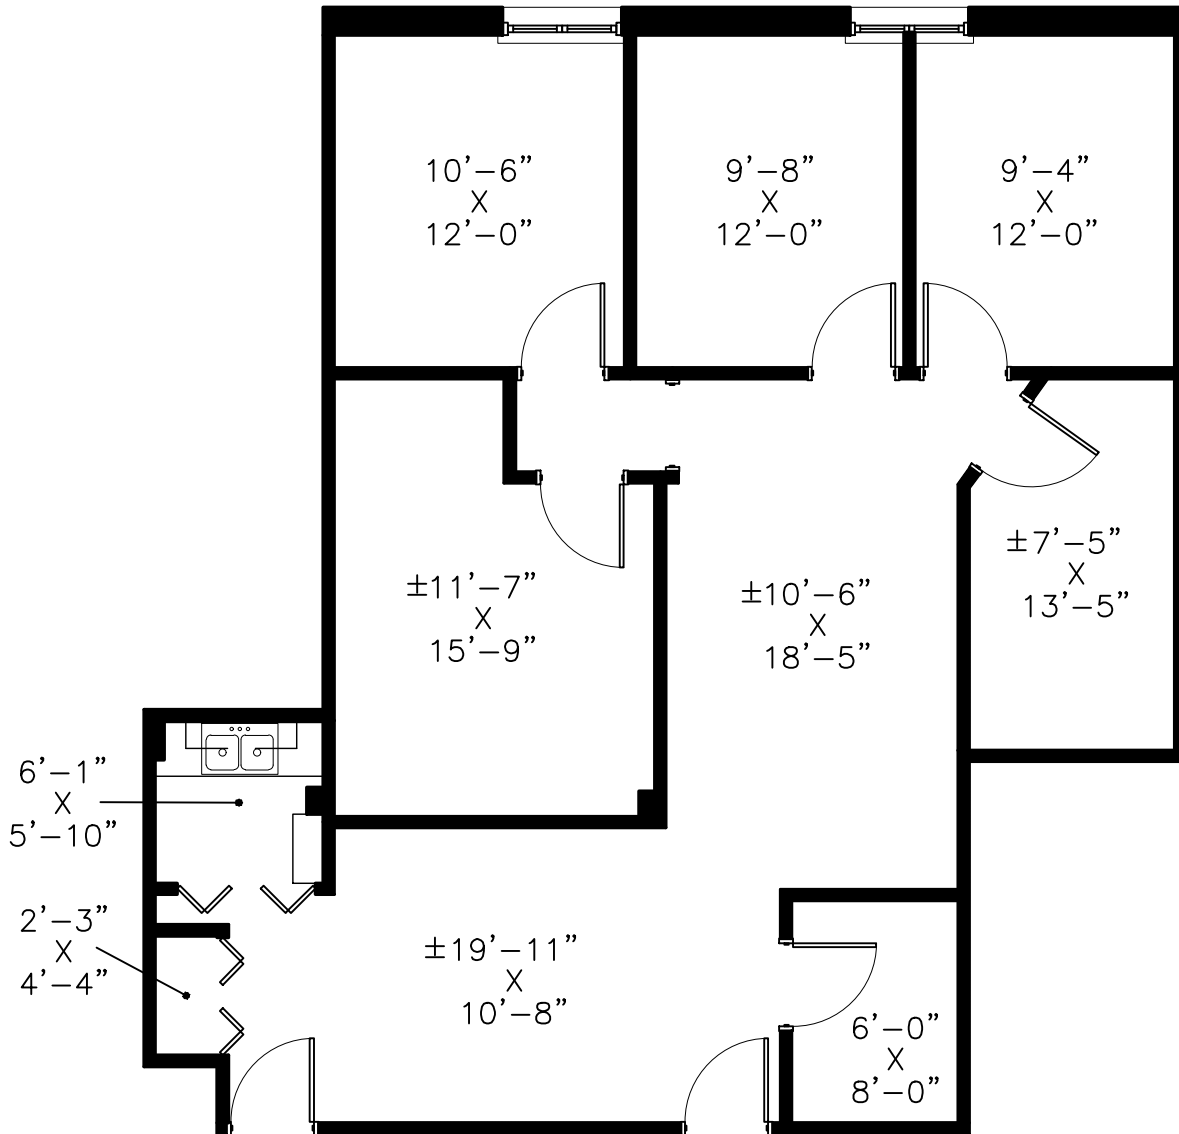 10’-6”
X
12’-0”
9’-8”
X
12’-0”
9’-4”
X
12’-0”
±11’-7”
X
15’-9”
±10’-6”
X
18’-5”
±7’-5”
X
13’-5”
6’-1”
X
5’-10”
2’-3”
X
4’-4”
±19’-11”
X
10’-8”
6’-0”
X
8’-0”